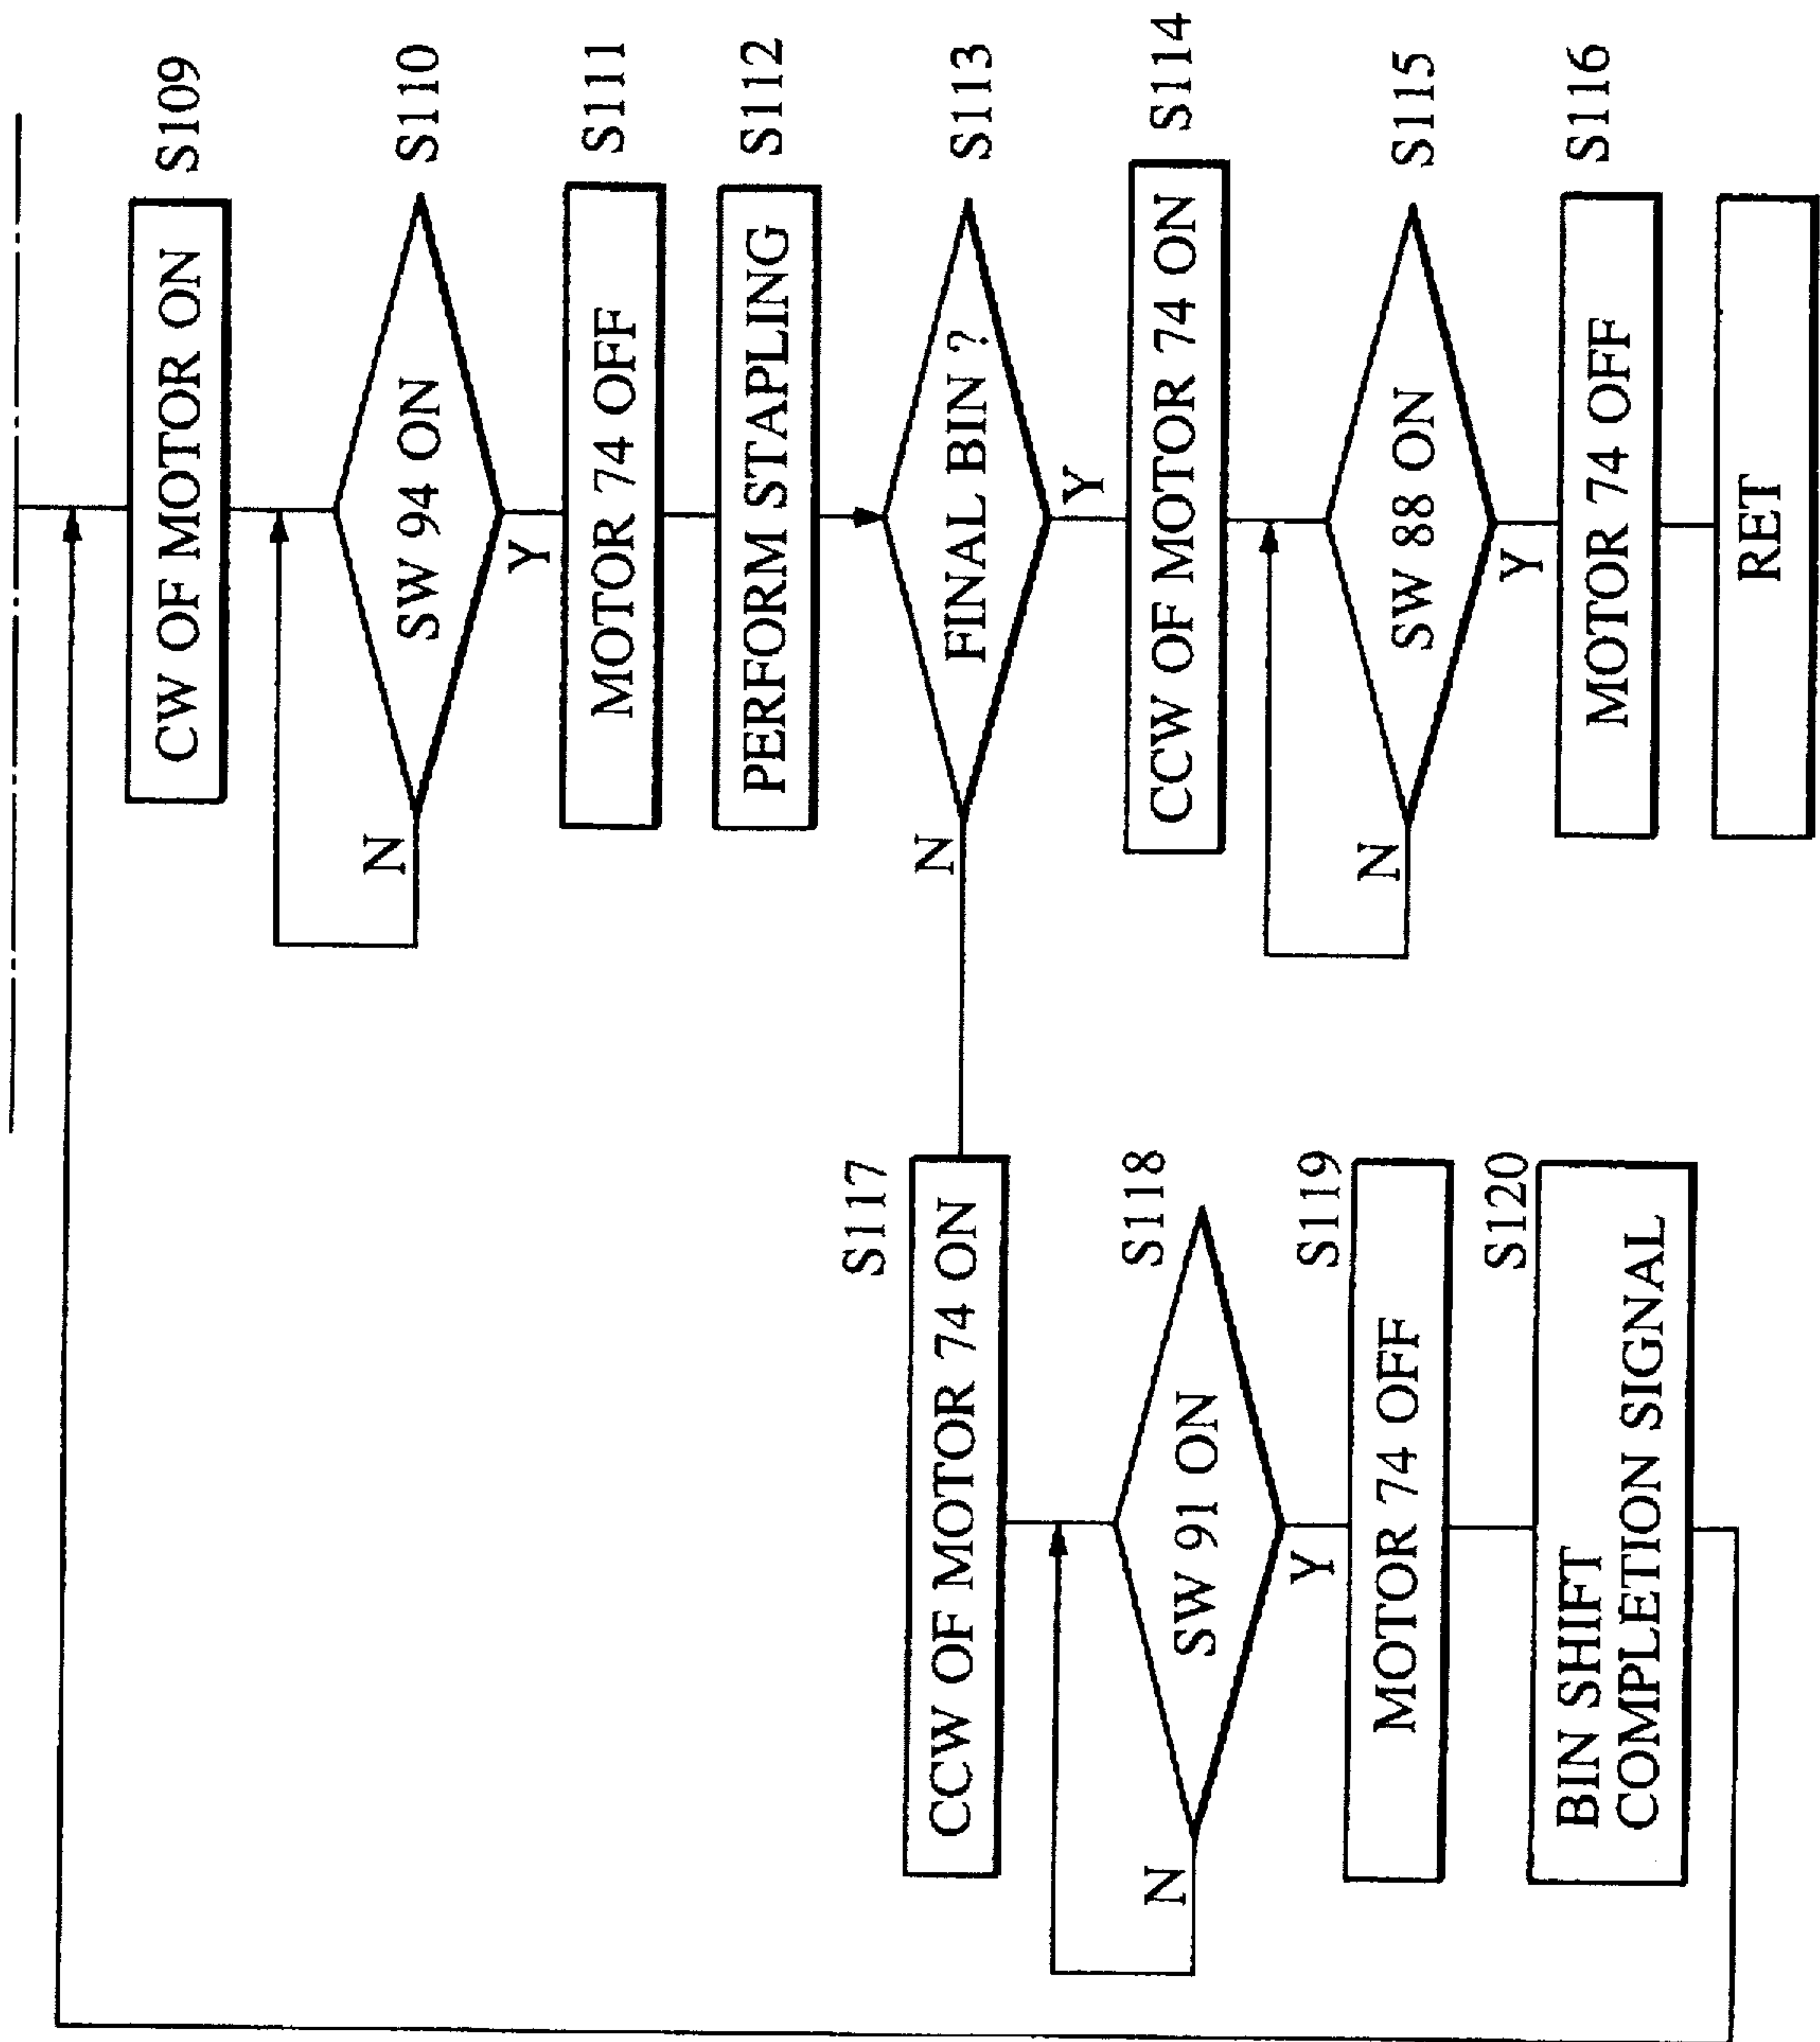 CW OF MOTOR ON
S109
SW 94 ON
S110
N
Y
MOTOR 74 OFF
S111
PERFORM STAPLING
S112
FINAL BIN ?
S113
N
Y
CCW OF MOTOR 74 ON
S114
SW 88 ON
S115
N
Y
MOTOR 74 OFF
S116
RET
S117
CCW OF MOTOR 74 ON
S118
SW 91 ON
N
Y
S119
MOTOR 74 OFF
S120
BIN SHIFT
COMPLETION SIGNAL